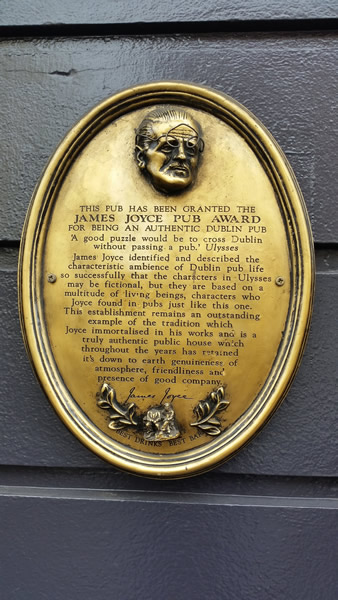 THIS PUB HAS BEEN GRANTED THE
JAMES JOYCE PUB AWARD
FOR BEING AN AUTHENTIC DUBLIN PUB
'A good puzzle would be to cross Dublin
without passing a pub.' Ulysses
James Joyce identified and described the
characteristic ambience of Dublin pub life
so successfully that the characters in Ulysses
may be fictional, but they are based on a
multitude of living beings, characters who
Joyce found in pubs just like this one.
This establishment remains an outstanding
example of the tradition which
Joyce immortalised in his works and is a
truly authentic public house which
throughout the years has retained
it's down to earth genuineness of
atmosphere, friendliness and
presence of good company.
James Joyce
BEST DRINKS BEST